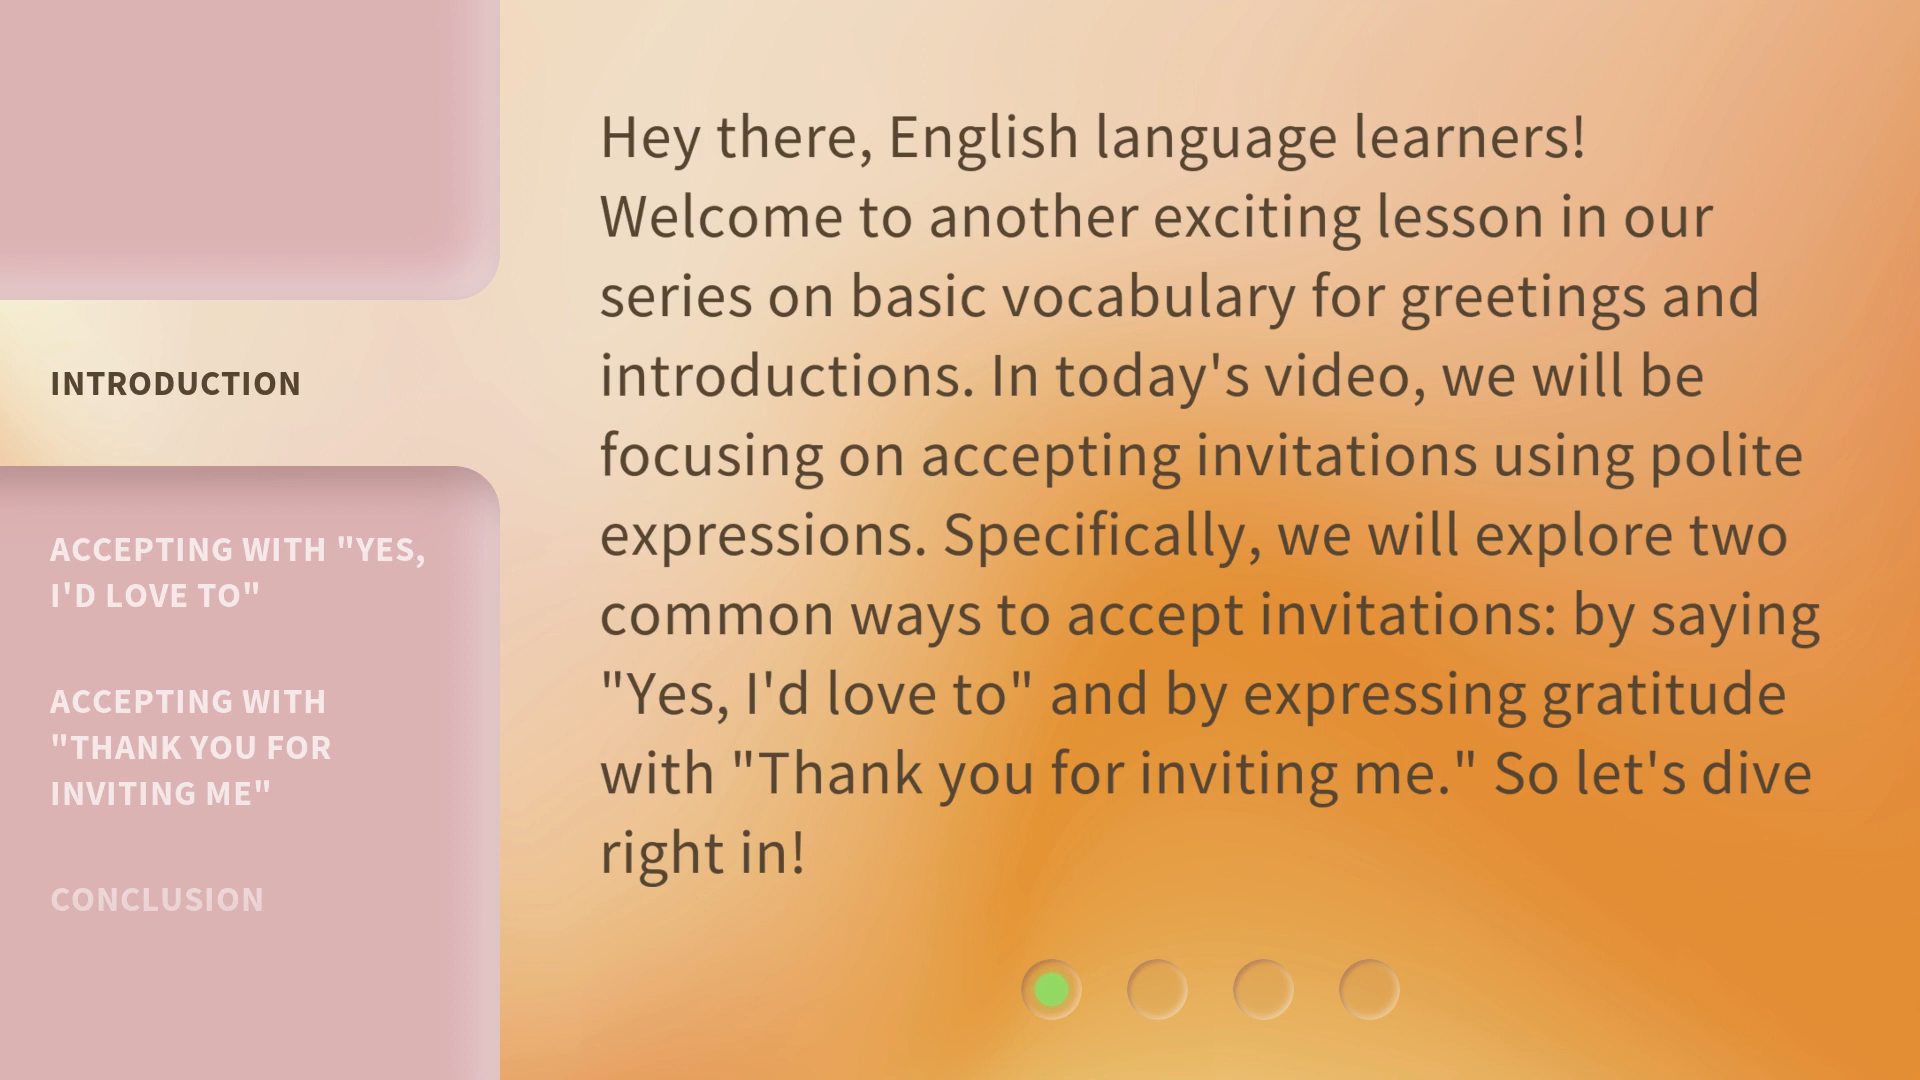 INTRODUCTION
ACCEPTING WITH "YES,
I'D LOVE TO"
ACCEPTING WITH
"THANK YOU FOR
INVITING ME"
CONCLUSION
Hey there, English language learners!
Welcome to another exciting lesson in our
series on basic vocabulary for greetings and
introductions. In today's video, we will be
focusing on accepting invitations using polite
expressions. Specifically, we will explore two
common ways to accept invitations: by saying
"Yes, I'd love to" and by expressing gratitude
with "Thank you for inviting me." So let's dive
right in!